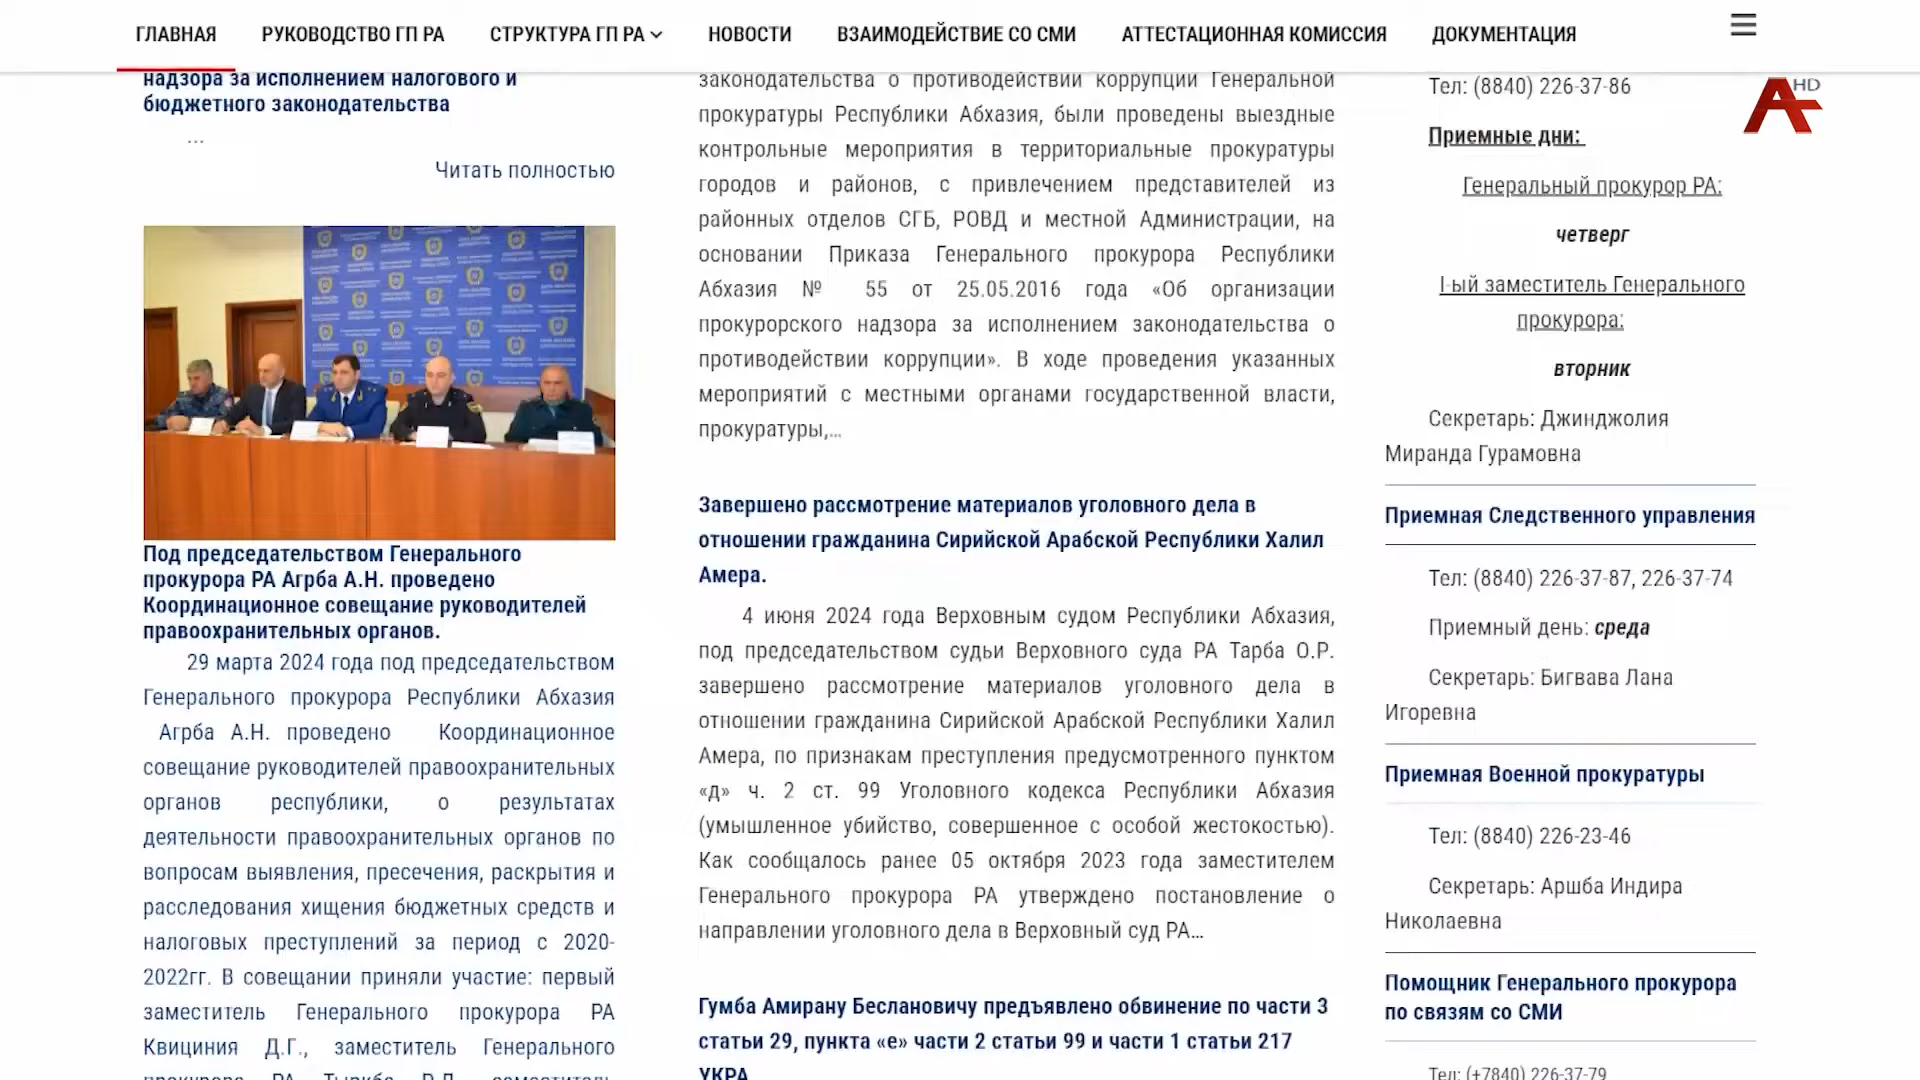 ГЛАВНАЯ РУКОВОДСТВО ГП РА СТРУКТУРА ГП РА НОВОСТИ ВЗАИМОДЕЙСТВИЕ СО СМИ АТТЕСТАЦИОННАЯ КОМИССИЯ ДОКУМЕНТАЦИЯ
HD
надзора за исполнением налогового и
бюджетного законодательства
...
Читать полностью
Под председательством Генерального
прокурора РА Агрба А.Н. проведено
Координационное совещание руководителей
правоохранительных органов.
29 марта 2024 года под председательством
Генерального прокурора Республики Абхазия
Агрба А.Н. проведено Координационное
совещание руководителей правоохранительных
органов республики, о результатах
деятельности правоохранительных органов по
вопросам выявления, пресечения, раскрытия и
расследования хищения бюджетных средств и
налоговых преступлений за период с 2020-
2022гг. В совещании приняли участие: первый
заместитель Генерального прокурора РА
Квициния Д.Г., заместитель Генерального
законодательства о противодействии коррупции Генеральной
прокуратуры Республики Абхазия, были проведены выездные
контрольные мероприятия в территориальные прокуратуры
городов и районов, с привлечением представителей из
районных отделов СГБ, РОВД и местной Администрации, на
основании Приказа Генерального прокурора Республики
Абхазия № 55 от 25.05.2016 года «Об организации
прокурорского надзора за исполнением законодательства о
противодействии коррупции». В ходе проведения указанных
мероприятий с местными органами государственной власти,
прокуратуры,...
Завершено рассмотрение материалов уголовного дела в
отношении гражданина Сирийской Арабской Республики Халил
Амера.
4 июня 2024 года Верховным судом Республики Абхазия,
под председательством судьи Верховного суда РА Тарба О.Р.
завершено рассмотрение материалов уголовного дела в
отношении гражданина Сирийской Арабской Республики Халил
Амера, по признакам преступления предусмотренного пунктом
«д» ч. 2 ст. 99 Уголовного кодекса Республики Абхазия
(умышленное убийство, совершенное с особой жестокостью).
Как сообщалось ранее 05 октября 2023 года заместителем
Генерального прокурора РА утверждено постановление о
направлении уголовного дела в Верховный суд РА...
Гумба Амирану Беслановичу предъявлено обвинение по части 3
статьи 29, пункта «е» части 2 статьи 99 и части 1 статьи 217
УКРА
Тел: (8840) 226-37-86
Приемные дни:
Генеральный прокурор РА:
четверг
I-ый заместитель Генерального
прокурора:
вторник
Секретарь: Джинджолия
Миранда Гурамовна
Приемная Следственного управления
Тел: (8840) 226-37-87, 226-37-74
Приемный день: среда
Секретарь: Бигвава Лана
Игоревна
Приемная Военной прокуратуры
Тел: (8840) 226-23-46
Секретарь: Аршба Индира
Николаевна
Помощник Генерального прокурора
по связям со СМИ
Тел: (+7840) 226-37-79